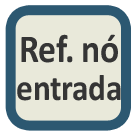 Ref. nó
entrada